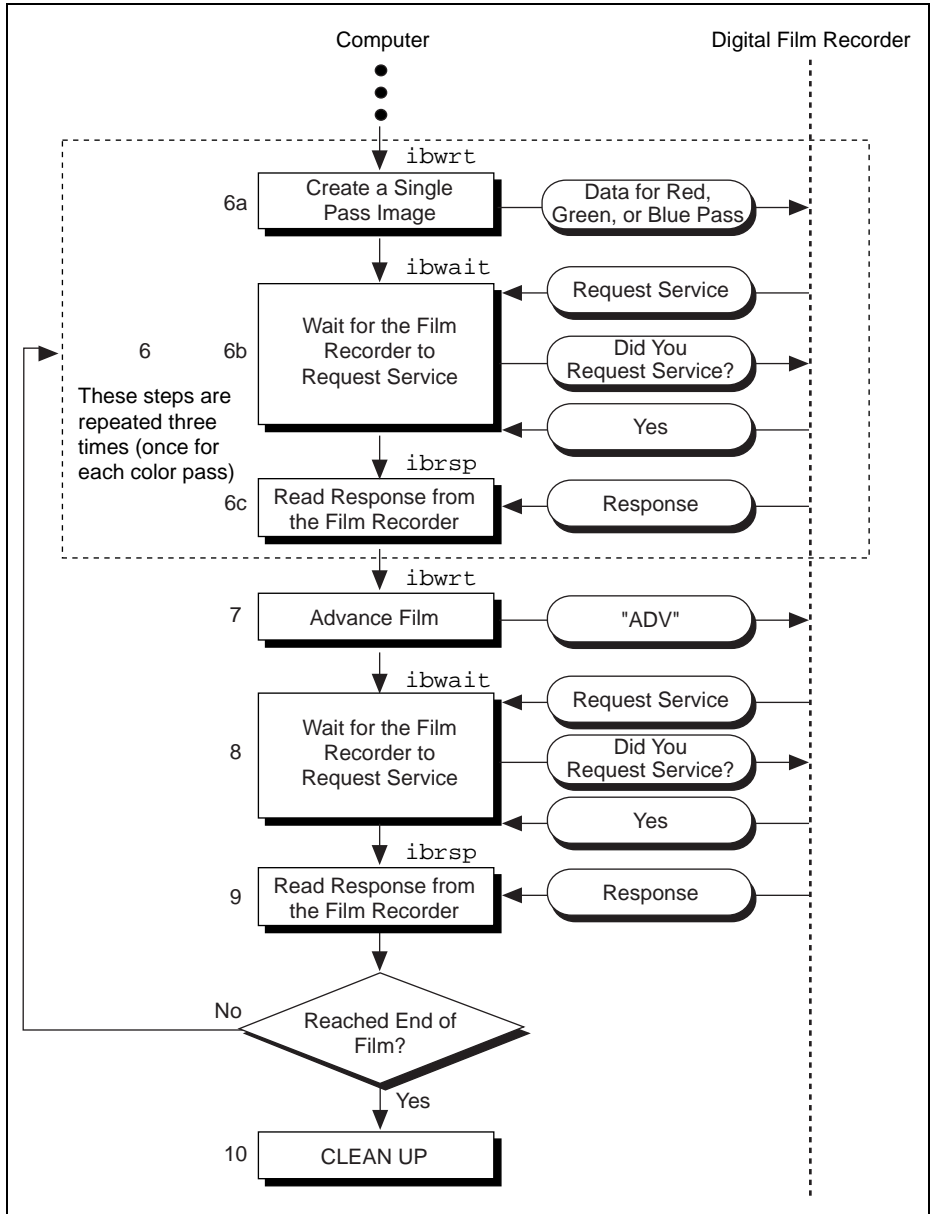 Computer
Digital Film Recorder
ibwrt
6a
Create a Single
Pass Image
Data for Red,
Green, or Blue Pass
ibwait
Request Service
6
6b
Wait for the Film
Recorder to
Request Service
Did You
Request Service?
These steps are
repeated three
times (once for
each color pass)
Yes
ibrsp
6c
Read Response from
the Film Recorder
Response
ibwrt
7
Advance Film
"ADV"
ibwait
Request Service
8
Wait for the Film
Recorder to
Request Service
Did You
Request Service?
Yes
ibrsp
9
Read Response from
the Film Recorder
Response
No
Reached End of
Film?
Yes
10
CLEAN UP